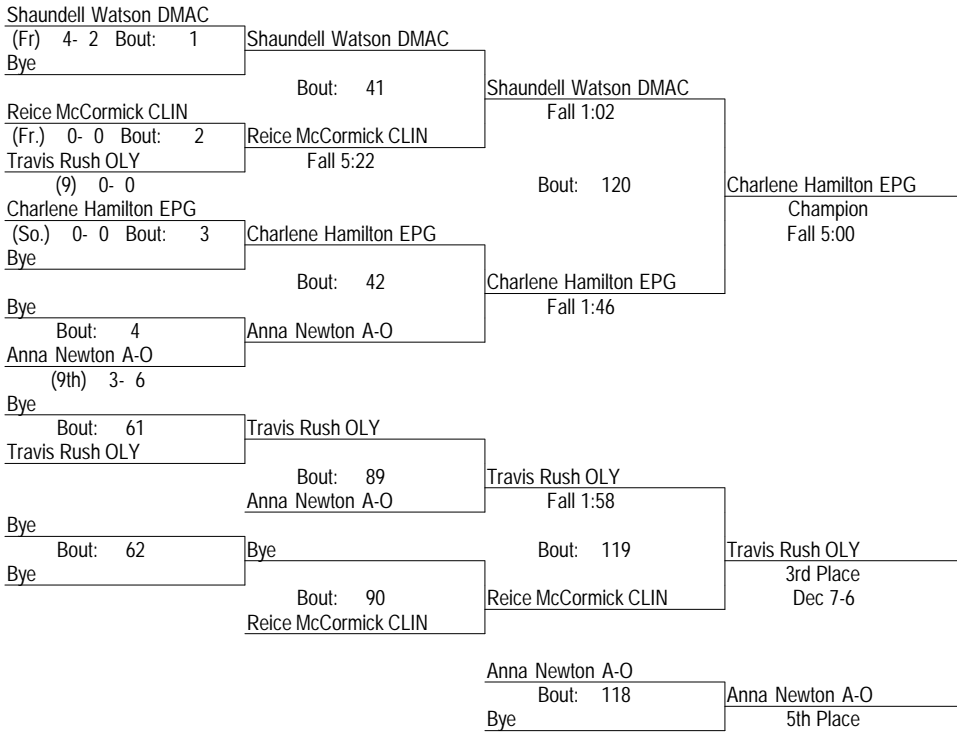 Shaundell Watson DMAC
(Fr) 4- 2 Bout: 1 Shaundell Watson DMAC
Bye
Bout: 41 Shaundell Watson DMAC
Reice McCormick CLIN Fall 1:02
(Fr.) 0- 0 Bout: 2 Reice McCormick CLIN
Travis Rush OLY Fall 5:22
(9) 0- 0 Bout: 120 Charlene Hamilton EPG
Charlene Hamilton EPG Champion
(So.) 0- 0 Bout: 3 Charlene Hamilton EPG Fall 5:00
Bye
Bout: 42 Charlene Hamilton EPG
Bye Fall 1:46
Bout: 4 Anna Newton A-O
Anna Newton A-O
(9th) 3- 6
Bye
Bout: 61 Travis Rush OLY
Travis Rush OLY
Bout: 89 Travis Rush OLY
Anna Newton A-O Fall 1:58
Bye
Bout: 62 Bye Bout: 119 Travis Rush OLY
Bye 3rd Place
Bout: 90 Reice McCormick CLIN Dec 7-6
Reice McCormick CLIN
Anna Newton A-O
Bout: 118 Anna Newton A-O
Bye 5th Place